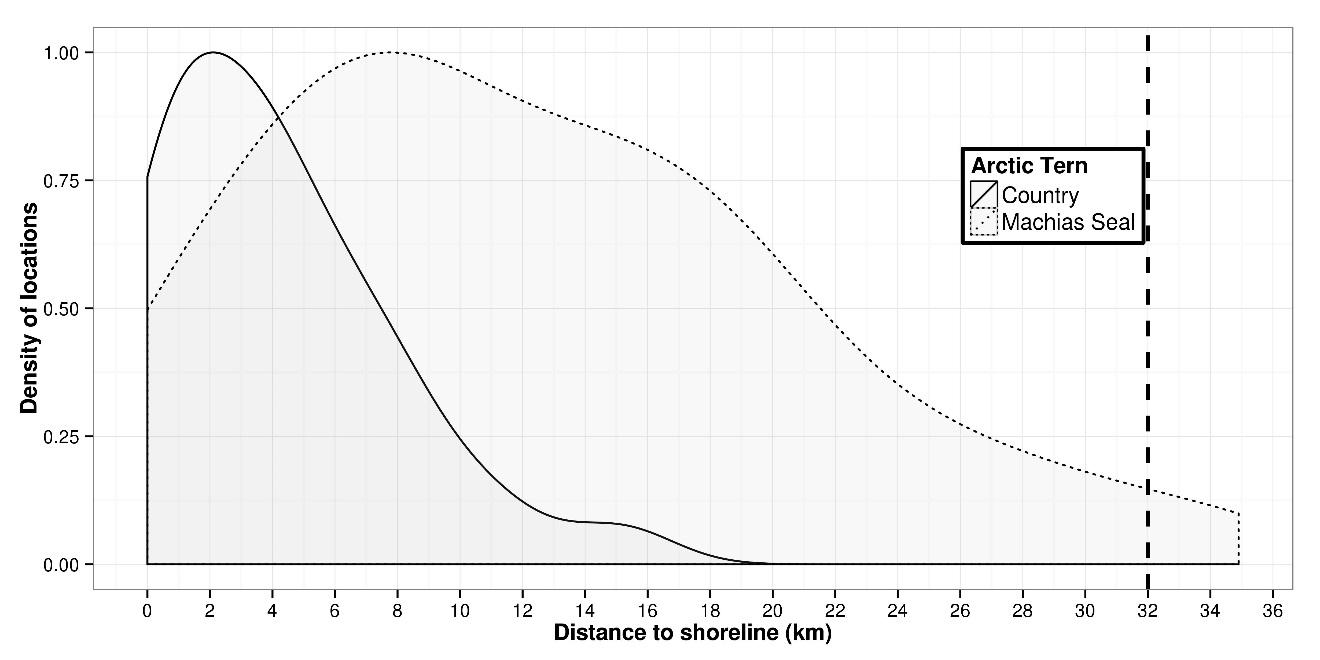 1.00
0.75
0.50
0.25
0.00
Density of locations
Arctic Tern
Country
Machias Seal
0 2 4 6 8 10 12 14 16 18 20 22 24 26 28 30 32 34 36
Distance to shoreline (km)